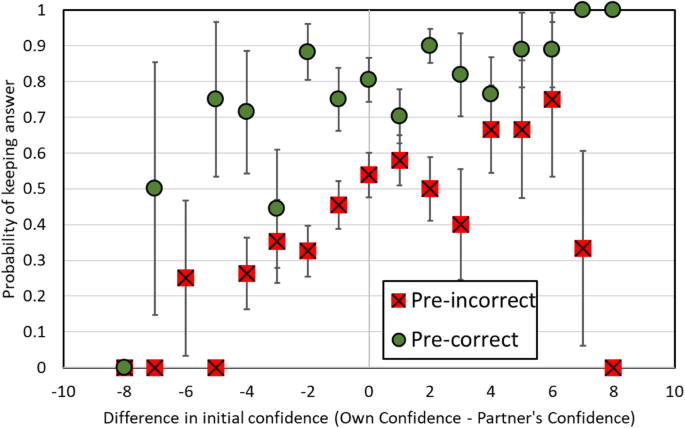 1
0.9
0.8
0.7
0.6
0.5
0.4
0.3
0.2
0.1
0
Probability of keeping answer
Pre-incorrect
Pre-correct
-10 -8 -6 -4 -2 0 2 4 6 8 10
Difference in initial confidence (Own Confidence - Partner's Confidence)